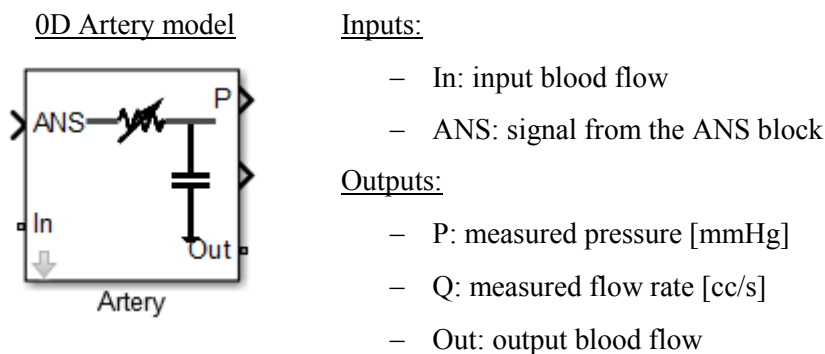 0D Artery model
ANS
P
In
Out
Artery
Inputs:
– In: input blood flow
– ANS: signal from the ANS block
Outputs:
– P: measured pressure [mmHg]
– Q: measured flow rate [cc/s]
– Out: output blood flow